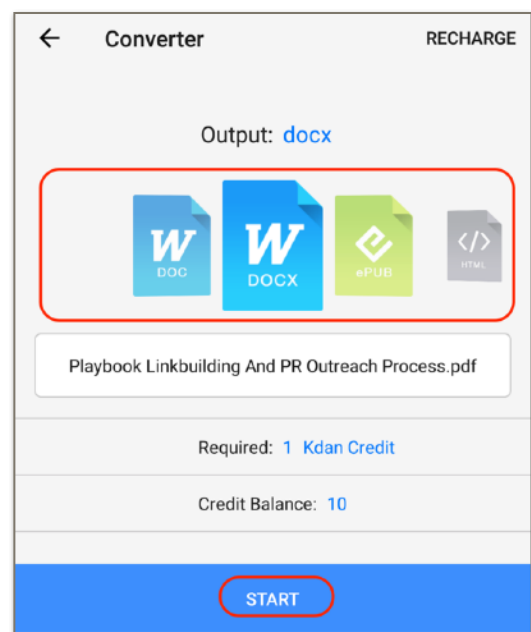 Converter
RECHARGE
Output: docx
W
DOC
W
DOCX
ePUB
</>
HTML
Playbook Linkbuilding And PR Outreach Process.pdf
Required: 1 Kdan Credit
Credit Balance: 10
START